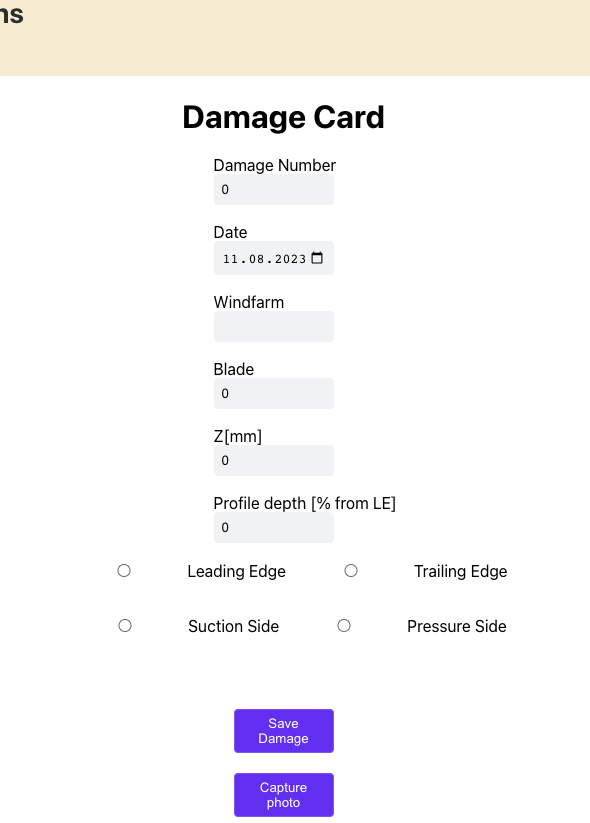 ns
Damage Card
Damage Number
0
Date
11.08.2023
Windfarm
Blade
0
Z[mm]
0
Profile depth [% from LE]
0
Leading Edge Trailing Edge
Suction Side Pressure Side
Save
Damage
Capture
photo